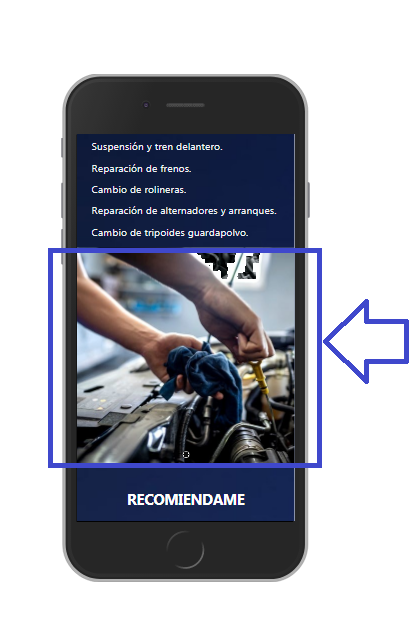 Suspensión y tren delantero.
Reparación de frenos.
Cambio de rolineras.
Reparación de alternadores y arranques.
Cambio de tripoides guardapolvo.
RECOMIENDAME